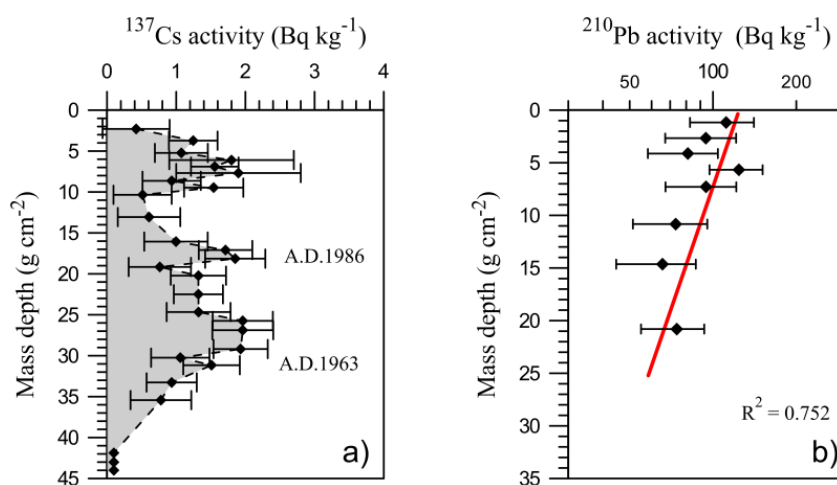 ¹³⁷Cs activity (Bq kg⁻¹)
0 1 2 3 4
0
5
10
15
20
25
30
35
40
45
Mass depth (g cm⁻²)
A.D.1986
A.D.1963
a)
²¹⁰Pb activity (Bq kg⁻¹)
50 100 200
0
5
10
15
20
25
30
35
Mass depth (g cm⁻²)
R² = 0.752
b)